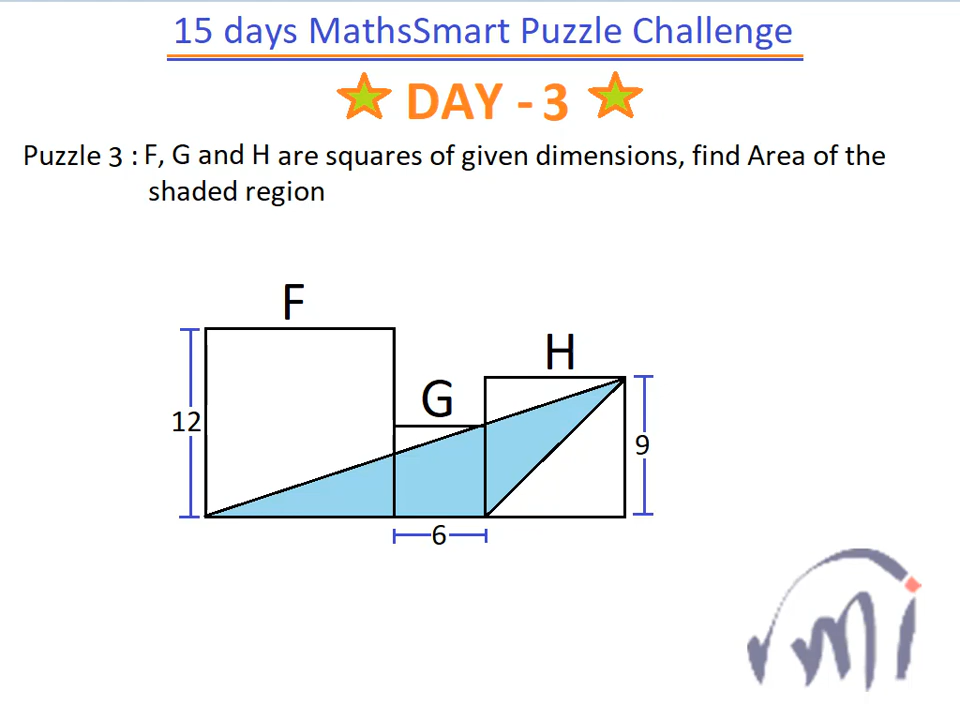 15 days MathsSmart Puzzle Challenge
DAY - 3
Puzzle 3 : F, G and H are squares of given dimensions, find Area of the
shaded region
F
H
G
12
9
6